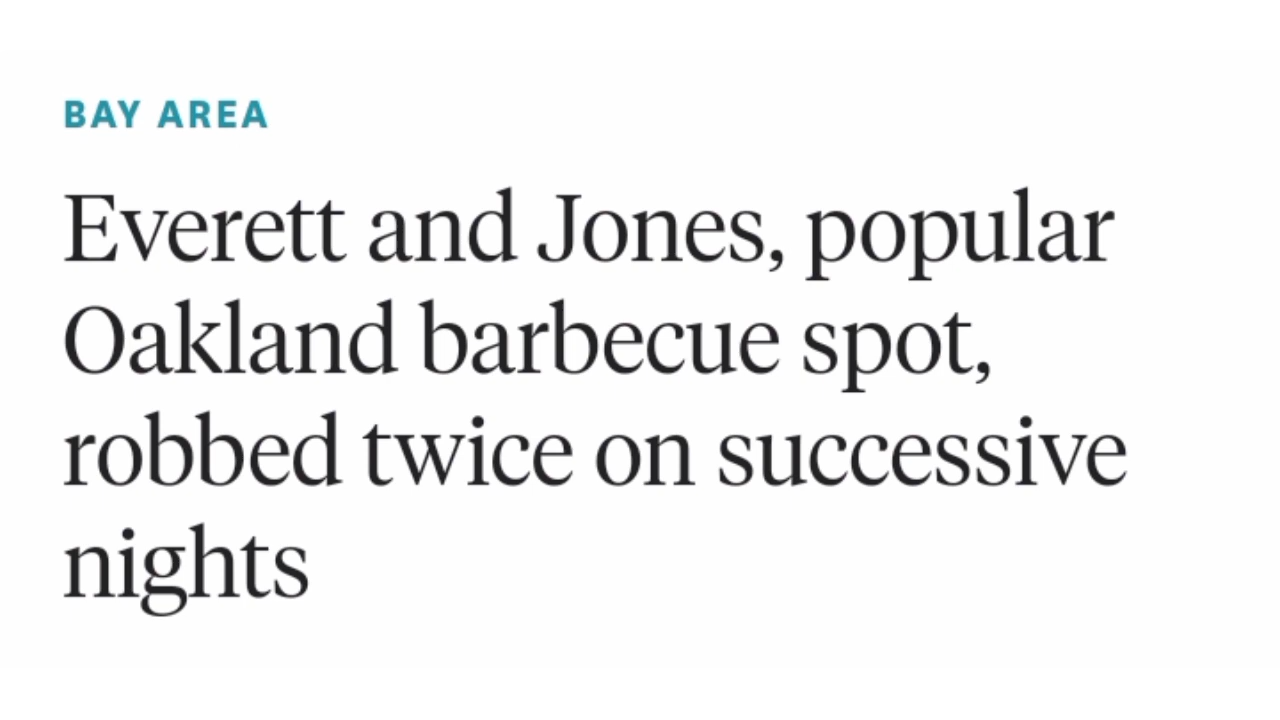 BAY AREA
Everett and Jones, popular
Oakland barbecue spot,
robbed twice on successive
nights